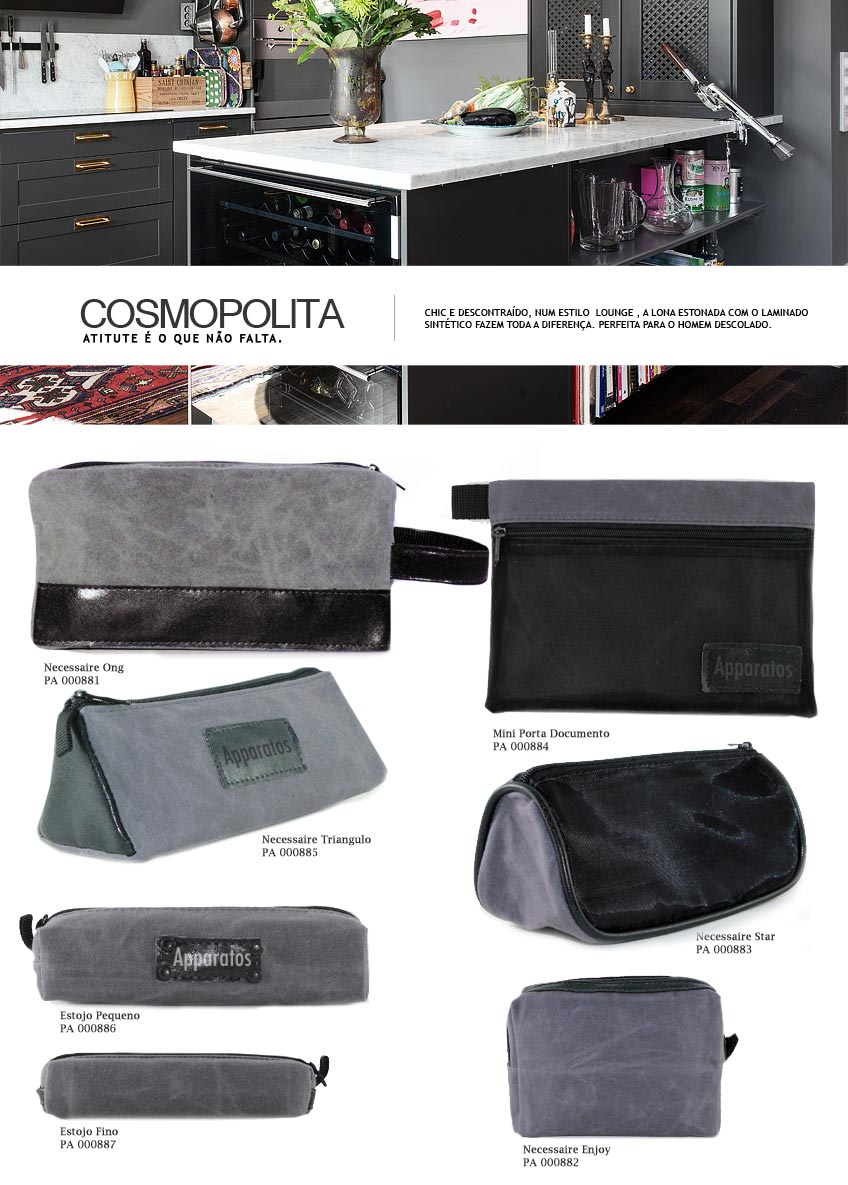 SAINT-CHINIAN
COSMOPOLITA
ATITUTE É O QUE NÃO FALTA.
CHIC E DESCONTRAÍDO, NUM ESTILO LOUNGE , A LONA ESTONADA COM O LAMINADO
SINTÉTICO FAZEM TODA A DIFERENÇA. PERFEITA PARA O HOMEM DESCOLADO.
Necessaire Ong
PA 000881
Apparatos
Mini Porta Documento
PA 000884
Apparatos
Necessaire Triangulo
PA 000885
Necessaire Star
PA 000883
Apparatos
Estojo Pequeno
PA 000886
Estojo Fino
PA 000887
Necessaire Enjoy
PA 000882